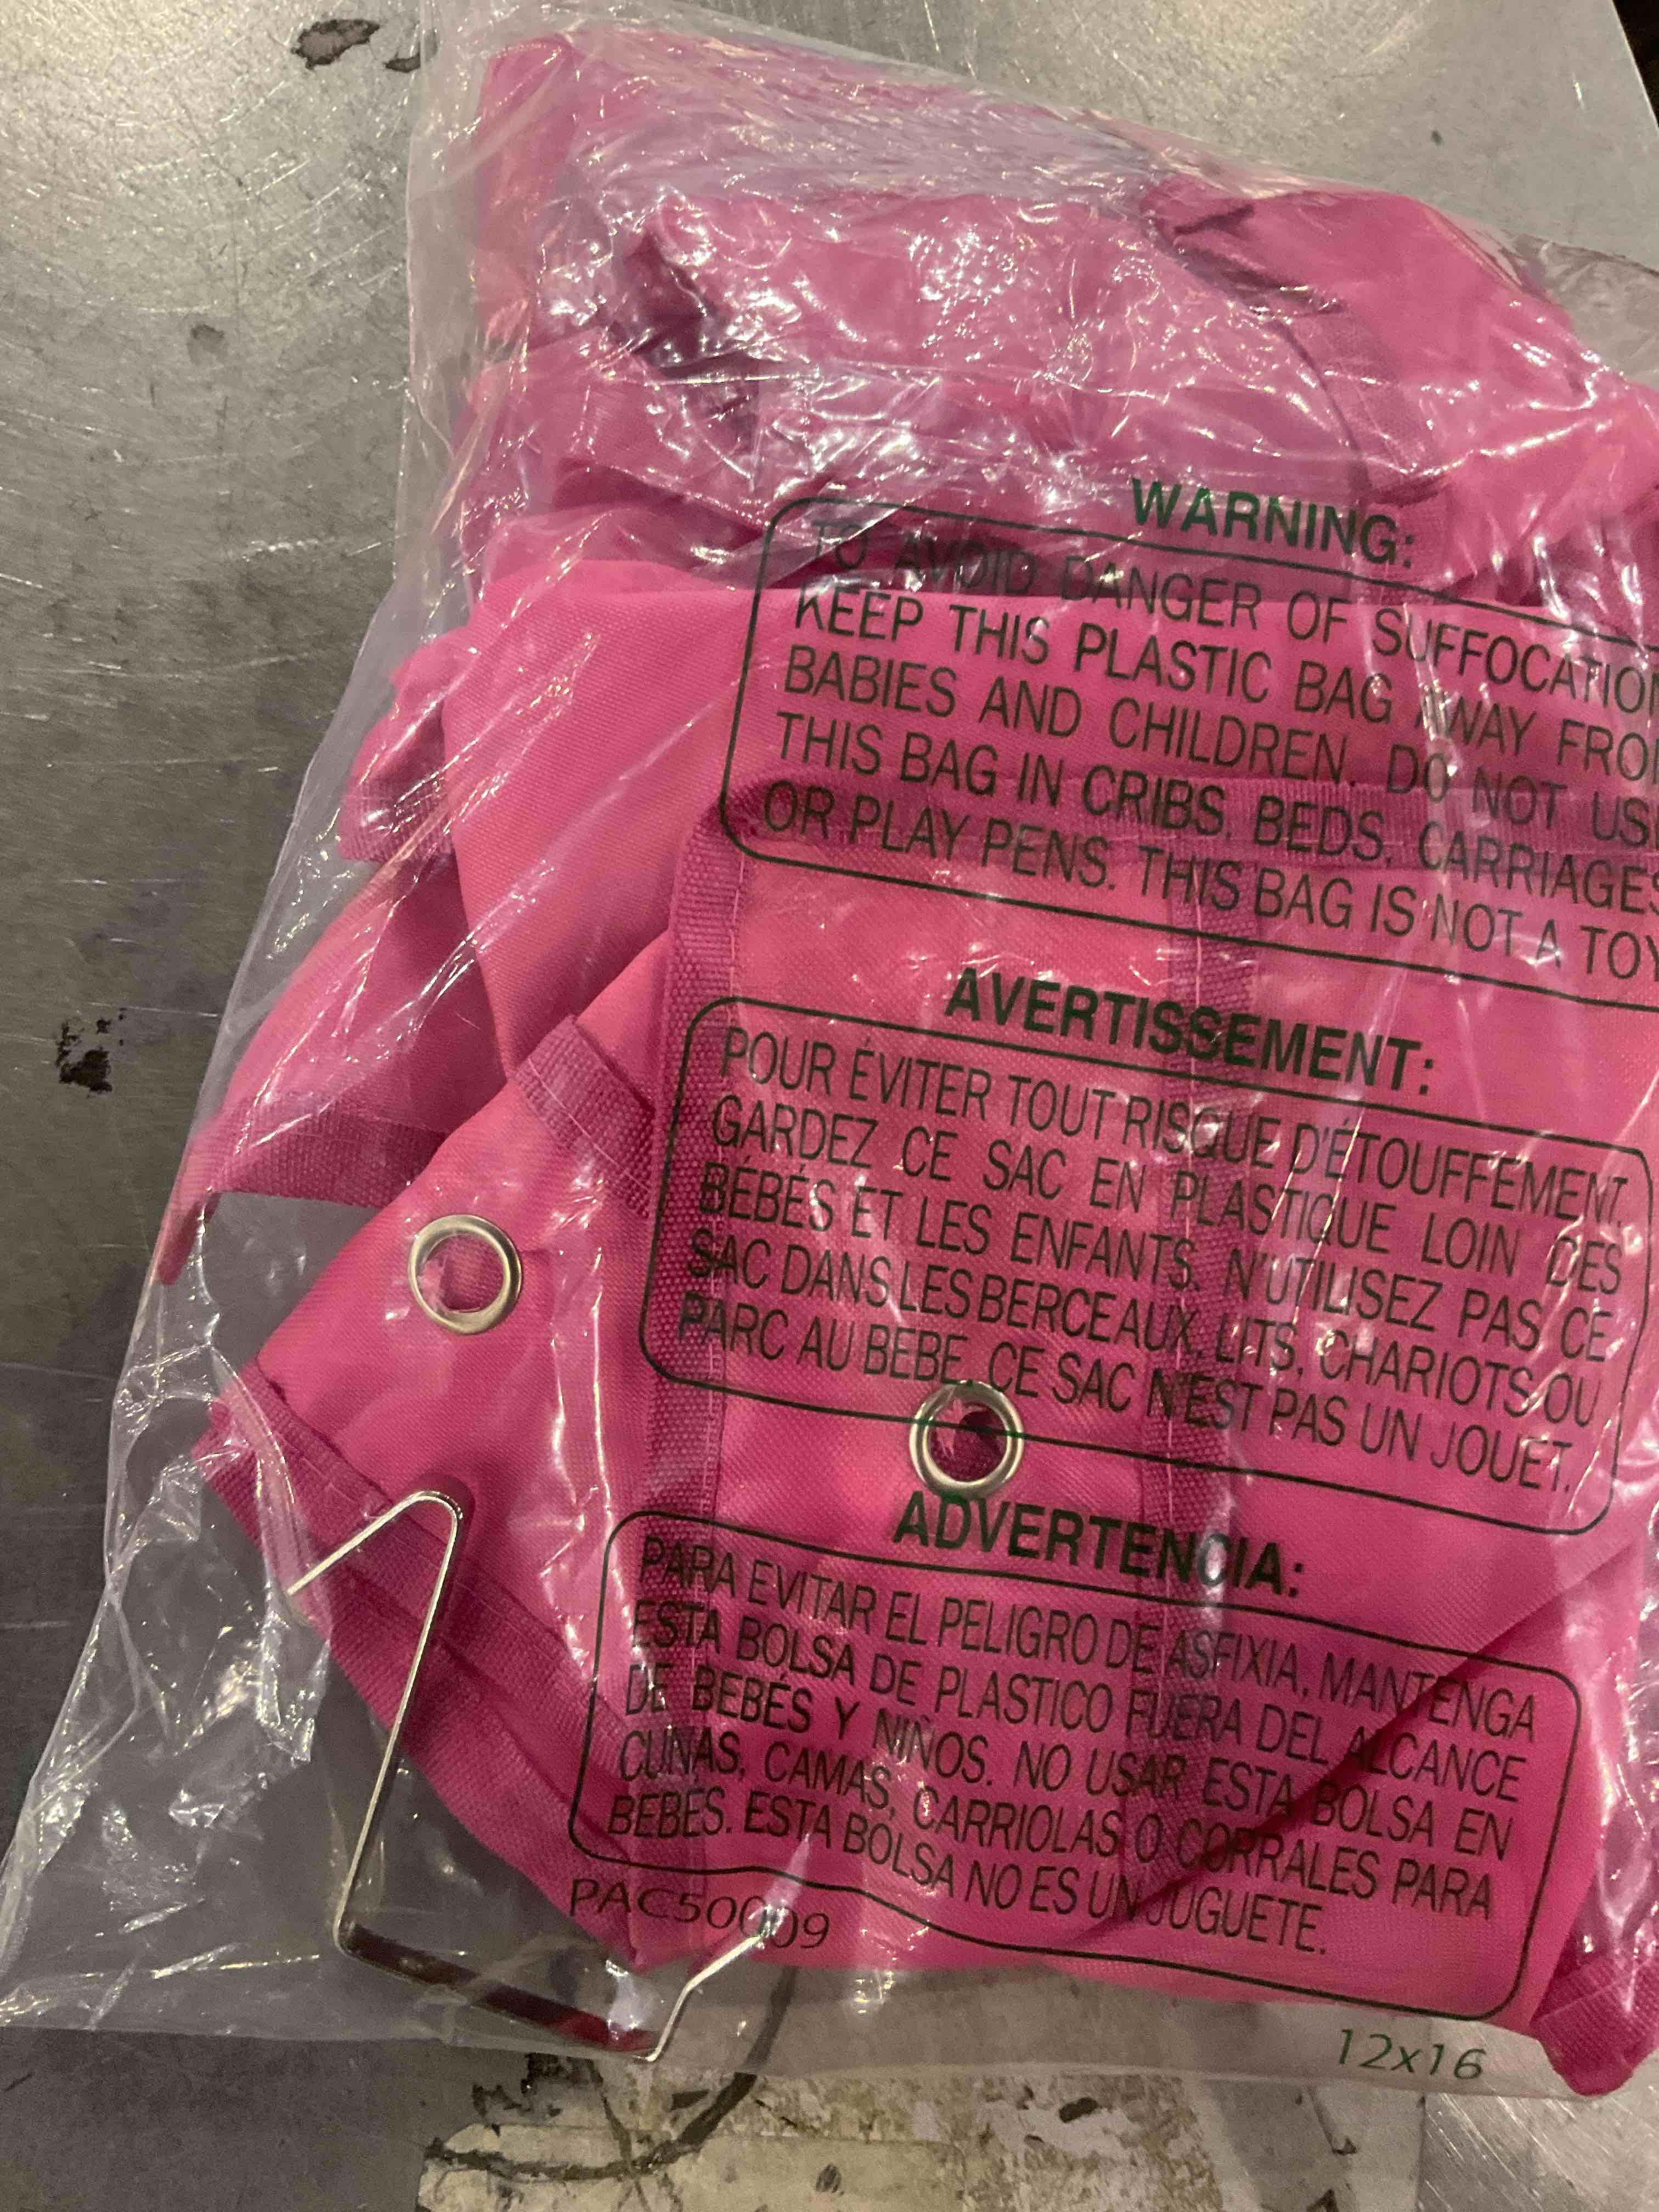 WARNING:
TO AVOID DANGER OF SUFFOCATION
KEEP THIS PLASTIC BAG AWAY FROM
BABIES AND CHILDREN. DO NOT USE
THIS BAG IN CRIBS, BEDS, CARRIAGES
OR PLAY PENS. THIS BAG IS NOT A TOY
AVERTISSEMENT:
POUR ÉVITER TOUT RISQUE D'ÉTOUFFEMENT,
GARDEZ CE SAC EN PLASTIQUE LOIN DES
BÉBÉS ET LES ENFANTS. N'UTILISEZ PAS CE
SAC DANS LES BERCEAUX, LITS, CHARIOTS OU
PARC AU BEBE. CE SAC N'EST PAS UN JOUET.
ADVERTENCIA:
PARA EVITAR EL PELIGRO DE ASFIXIA, MANTENGA
ESTA BOLSA DE PLASTICO FUERA DEL ALCANCE
DE BEBÉS Y NIÑOS. NO USAR ESTA BOLSA EN
CUNAS, CAMAS, CARRIOLAS O CORRALES PARA
BEBES. ESTA BOLSA NO ES UN JUGUETE.
PAC50009
12x16